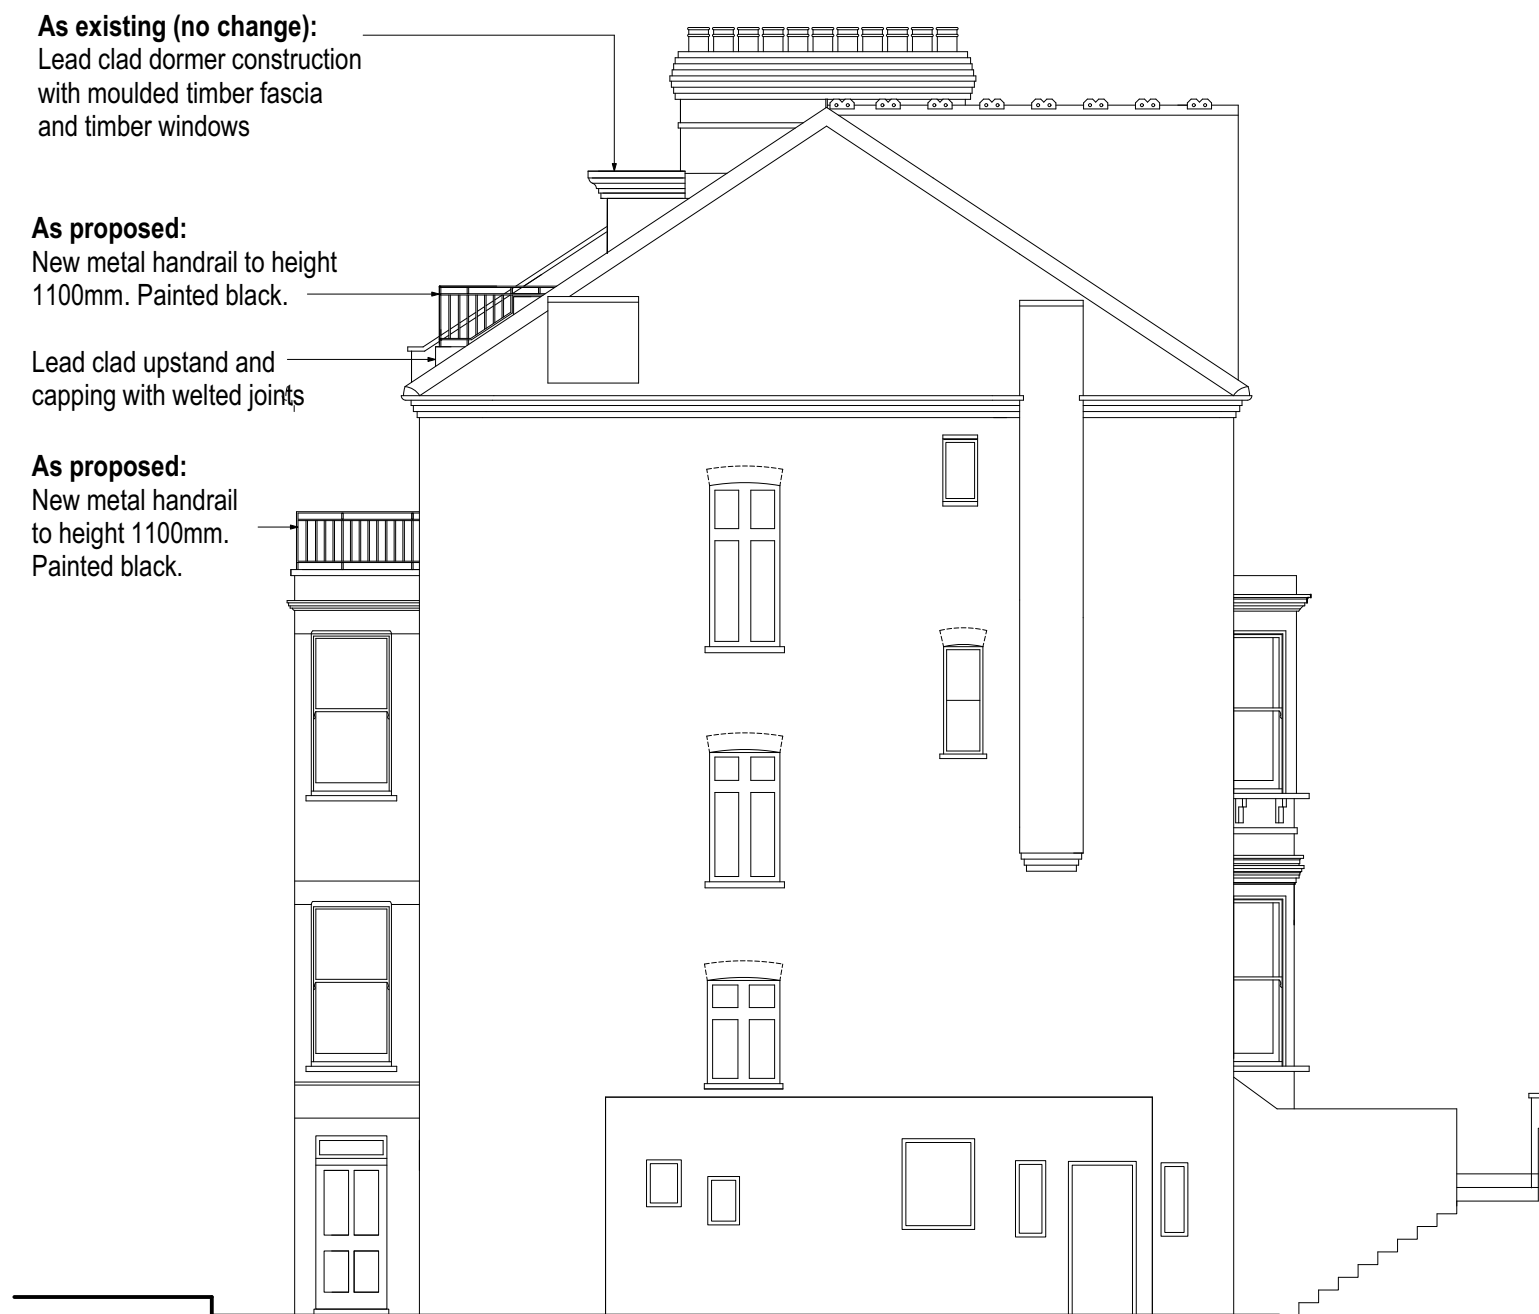 As existing (no change):
Lead clad dormer construction
with moulded timber fascia
and timber windows
As proposed:
New metal handrail to height
1100mm. Painted black.
Lead clad upstand and
capping with welted joints
As proposed:
New metal handrail
to height 1100mm.
Painted black.